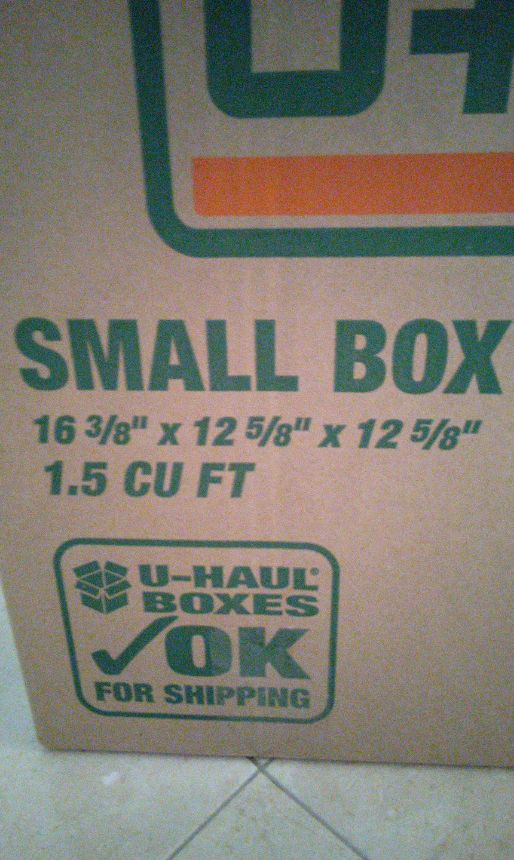 U-
SMALL BOX
16 3/8" x 12 5/8" x 12 5/8"
1.5 CU FT
U-HAUL®
BOXES
✓OK
FOR SHIPPING